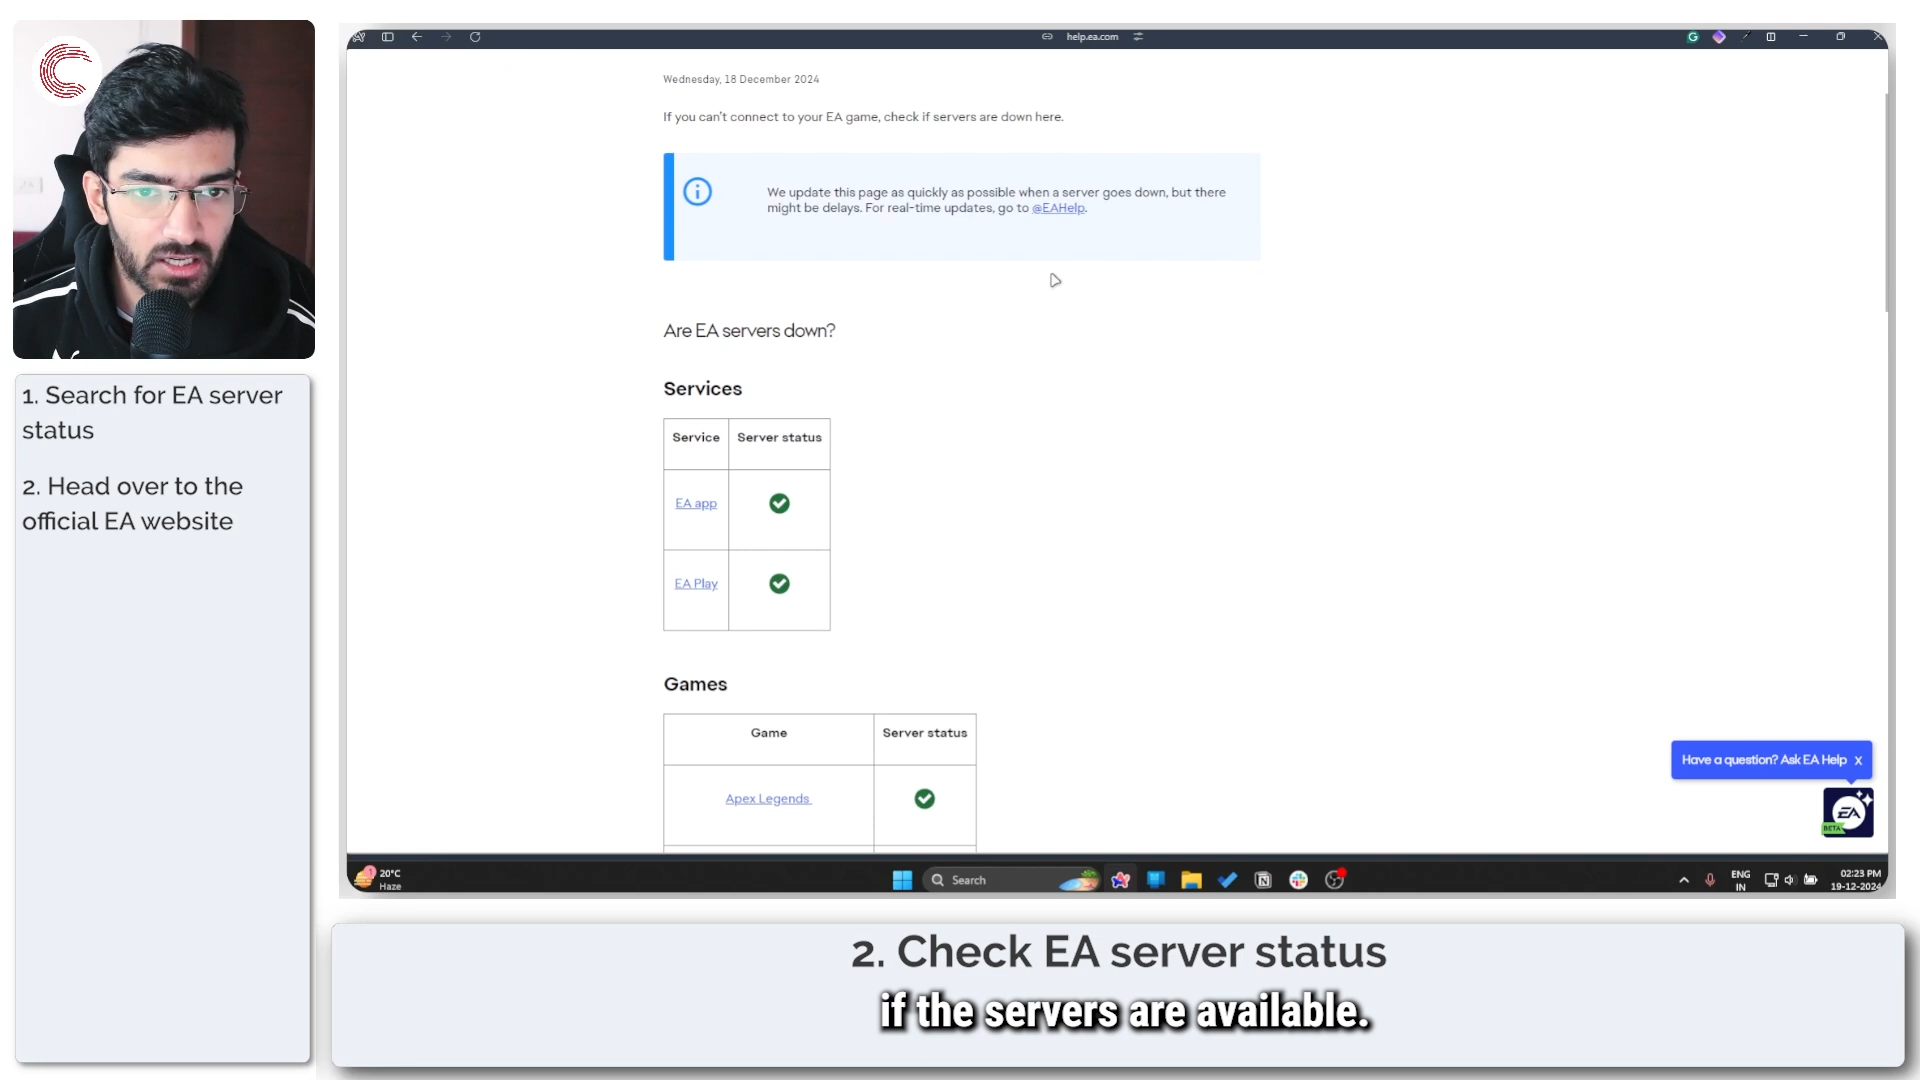 help.ea.com
Wednesday, 18 December 2024
If you can't connect to your EA game, check if servers are down here.
We update this page as quickly as possible when a server goes down, but there
might be delays. For real-time updates, go to @EAHelp.
Are EA servers down?
Services
Service Server status
EA app
EA Play
Games
Game Server status
Apex Legends
Have a question? Ask EA Help X
EA
BETA
1. Search for EA server
status
2. Head over to the
official EA website
20°C
Haze
Search
ENG
IN
02:23 PM
19-12-2024
2. Check EA server status
if the servers are available.